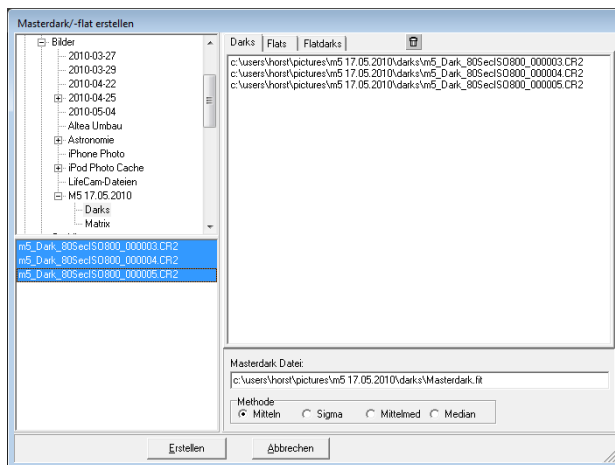 Masterdark/-flat erstellen
Bilder
2010-03-27
2010-03-29
2010-04-22
2010-04-25
2010-05-04
Altea Umbau
Astronomie
iPhone Photo
iPod Photo Cache
LifeCam-Dateien
M5 17.05.2010
Darks
Matrix
m5_Dark_80SecISO800_000003.CR2
m5_Dark_80SecISO800_000004.CR2
m5_Dark_80SecISO800_000005.CR2
Darks Flats Flatdarks
c:\users\horst\pictures\m5 17.05.2010\darks\m5_Dark_80SecISO800_000003.CR2
c:\users\horst\pictures\m5 17.05.2010\darks\m5_Dark_80SecISO800_000004.CR2
c:\users\horst\pictures\m5 17.05.2010\darks\m5_Dark_80SecISO800_000005.CR2
Masterdark Datei:
c:\users\horst\pictures\m5 17.05.2010\darks\Masterdark.fit
Methode
Mitteln Sigma Mittelmed Median
Erstellen Abbrechen